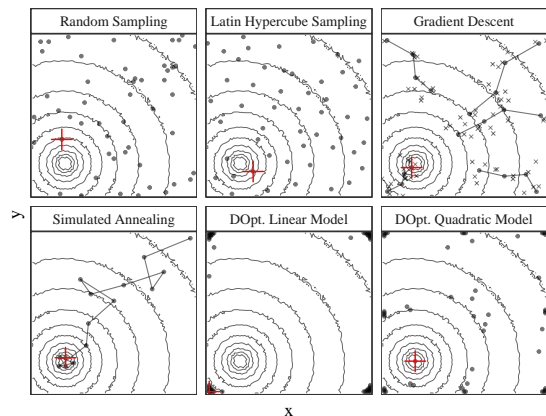 Random Sampling
Latin Hypercube Sampling
Gradient Descent
Simulated Annealing
DOpt. Linear Model
DOpt. Quadratic Model
y
x